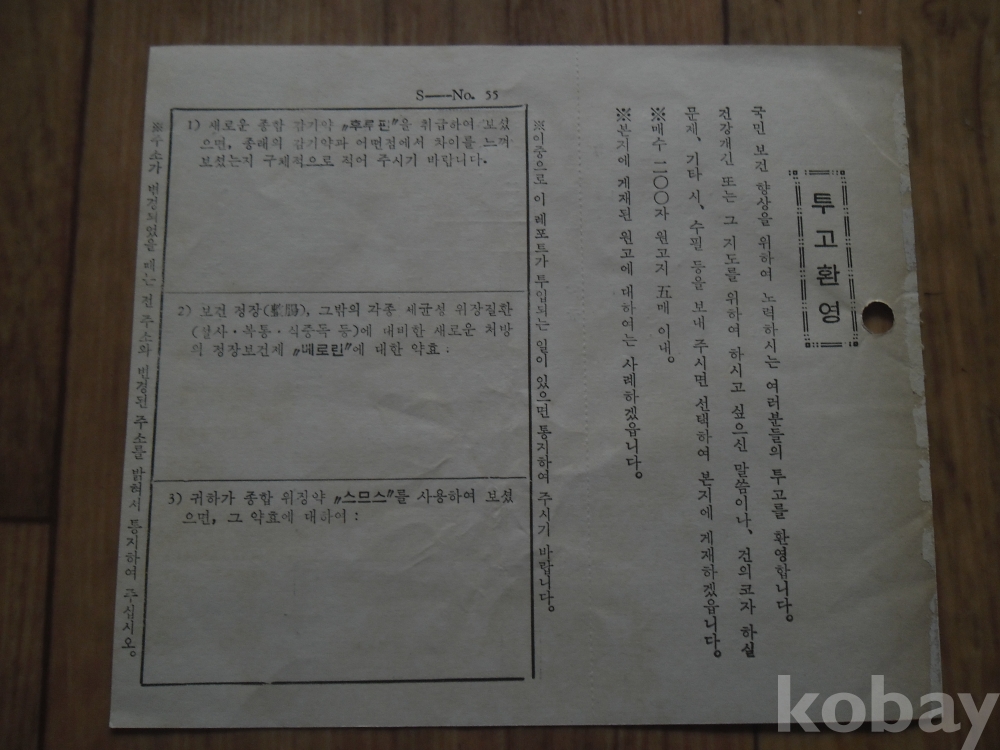 S──No. 55
1) 새로운 종합 감기약 „후루핀"을 취급하여 보셨
으면, 종래의 감기약과 어떤점에서 차이를 느껴
보셨는지 구체적으로 적어 주시기 바랍니다.
2) 보건 정장(整腸), 그밖의 각종 세균성 위장질환
(설사·복통·식중독 등)에 대비한 새로운 처방
의 정장보건제 „베로린"에 대한 약효:
3) 귀하가 종합 위장약 „스므스"를 사용하여 보셨
으면, 그 약효에 대하여:
투고환영
국민 보건 향상을 위하여 노력하시는 여러분들의 투고를 환영합니다.
건강개긴 또는 그 지도를 위하여 하시고 싶으신 말씀이나, 건의코자 하실
문제, 기타 시, 수필 등을 보내 주시면 선택하여 본지에 게재하겠읍니다.
※매수 二〇〇자 원고지 五매 이내.
※본지에 게재된 원고에 대하여는 사례하겠읍니다.
※이중으로 이 레포트가 투입되는 일이 있으면 통지하여 주시기 바랍니다.
※주소가 변경되었을 때는 전 주소와 변경된 주소를 밝혀서 통지하여 주십시오.
kobay